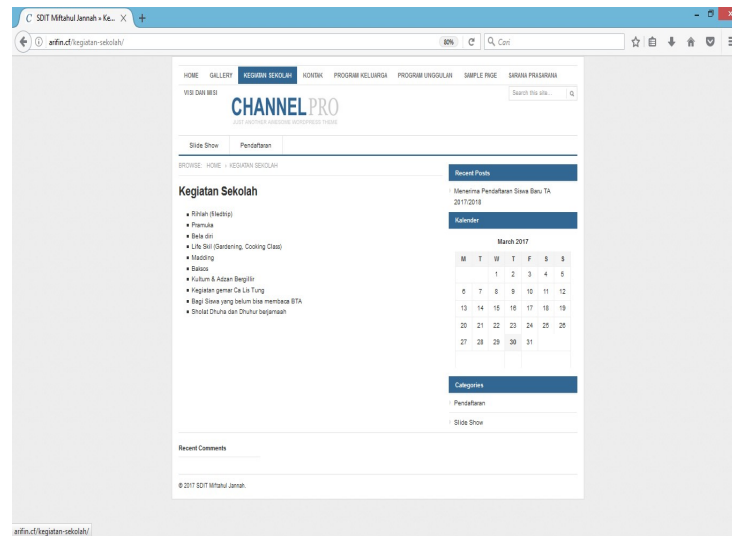 SDIT Miftahul Jannah » Ke...
arifin.cf/kegiatan-sekolah/
80%
Cari
HOME GALLERY KEGIATAN SEKOLAH KONTAK PROGRAM KELUARGA PROGRAM UNGGULAN SAMPLE PAGE SARANA PRASARANA
VISI DAN MISI
Search this site...
CHANNELPRO
JUST ANOTHER AWESOME WORDPRESS THEME
Slide Show Pendaftaran
BROWSE: HOME › KEGIATAN SEKOLAH
Kegiatan Sekolah
Rihlah (filedtrip)
Pramuka
Bela diri
Life Skil (Gardening, Cooking Class)
Madding
Baksos
Kultum & Adzan Bergilir
Kegiatan gemar Ca Lis Tung
Bagi Siswa yang belum bisa membaca BTA
Sholat Dhuha dan Dhuhur berjamaah
Recent Posts
Menerima Pendaftaran Siswa Baru TA
2017/2018
Kalender
March 2017
M T W T F S S
1 2 3 4 5
6 7 8 9 10 11 12
13 14 15 16 17 18 19
20 21 22 23 24 25 26
27 28 29 30 31
Categories
Pendaftaran
Slide Show
Recent Comments
© 2017 SDIT Miftahul Jannah.
arifin.cf/kegiatan-sekolah/